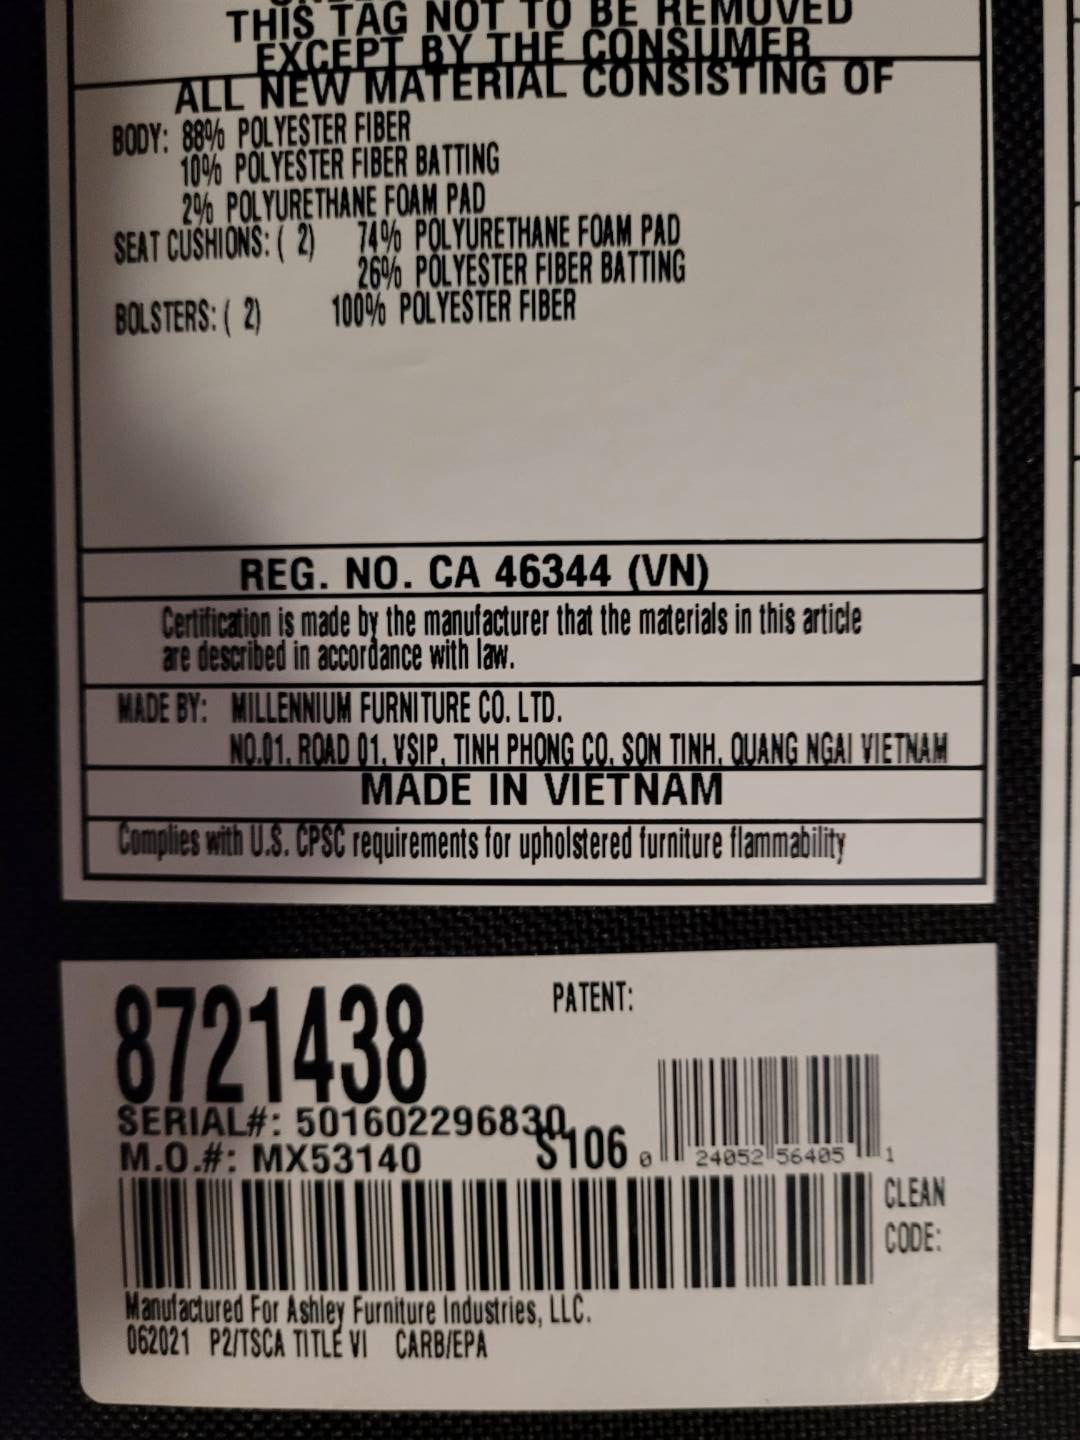 THIS TAG NOT TO BE REMOVED
EXCEPT BY THE CONSUMER
ALL NEW MATERIAL CONSISTING OF
BODY: 88% POLYESTER FIBER
10% POLYESTER FIBER BATTING
2% POLYURETHANE FOAM PAD
SEAT CUSHIONS: ( 2) 74% POLYURETHANE FOAM PAD
26% POLYESTER FIBER BATTING
BOLSTERS: ( 2) 100% POLYESTER FIBER
REG. NO. CA 46344 (VN)
Certification is made by the manufacturer that the materials in this article
are described in accordance with law.
MADE BY: MILLENNIUM FURNITURE CO. LTD.
NO.01, ROAD 01, VSIP, TINH PHONG CO, SON TINH, QUANG NGAI VIETNAM
MADE IN VIETNAM
Complies with U.S. CPSC requirements for upholstered furniture flammability
8721438
PATENT:
SERIAL#: 501602296830
M.O.#: MX53140
S106
0 24052 56405 1
CLEAN
CODE:
Manufactured For Ashley Furniture Industries, LLC.
062021 P2/TSCA TITLE VI CARB/EPA